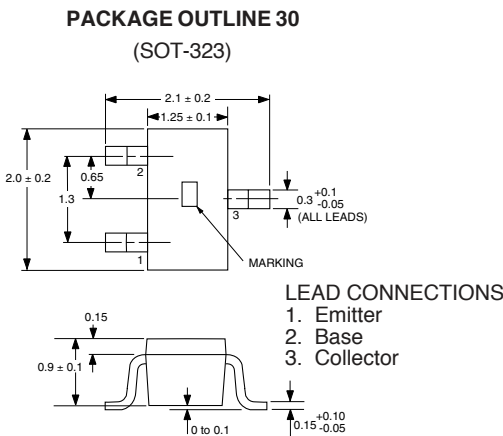 PACKAGE OUTLINE 30
(SOT-323)
2.1 ± 0.2
1.25 ± 0.1
2
2.0 ± 0.2
0.65
1.3
0.3 +0.1 -0.05
(ALL LEADS)
3
1
MARKING
LEAD CONNECTIONS
1. Emitter
2. Base
3. Collector
0.15
0.9 ± 0.1
0 to 0.1
0.15 +0.10 -0.05